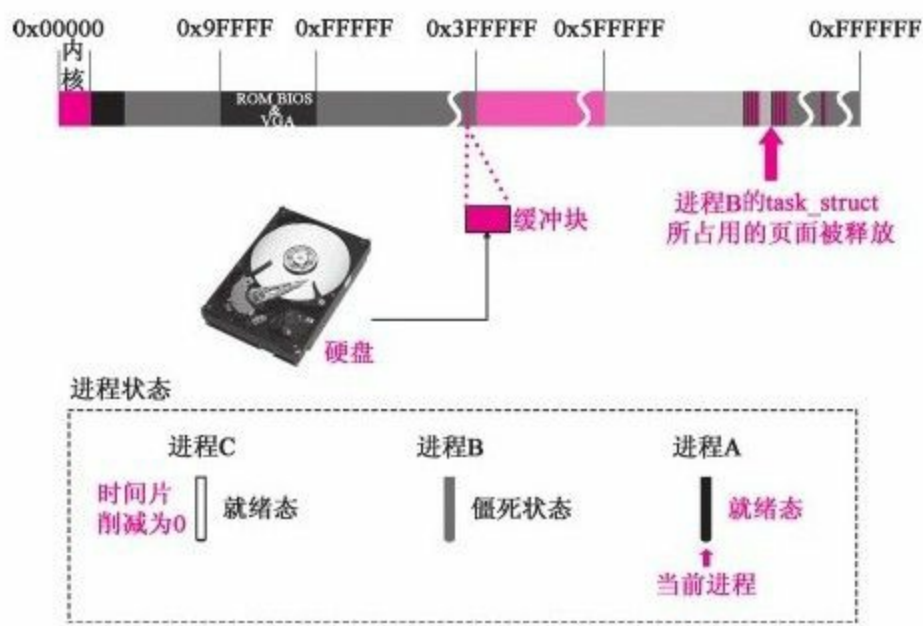 0x00000 0x9FFFF 0xFFFFF 0x3FFFFF 0x5FFFFF 0xFFFFFF
内
核
ROM BIOS
&
VGA
进程B的task_struct
所占用的页面被释放
缓冲块
硬盘
进程状态
进程C 进程B 进程A
时间片
削减为0
就绪态 僵死状态 就绪态
当前进程